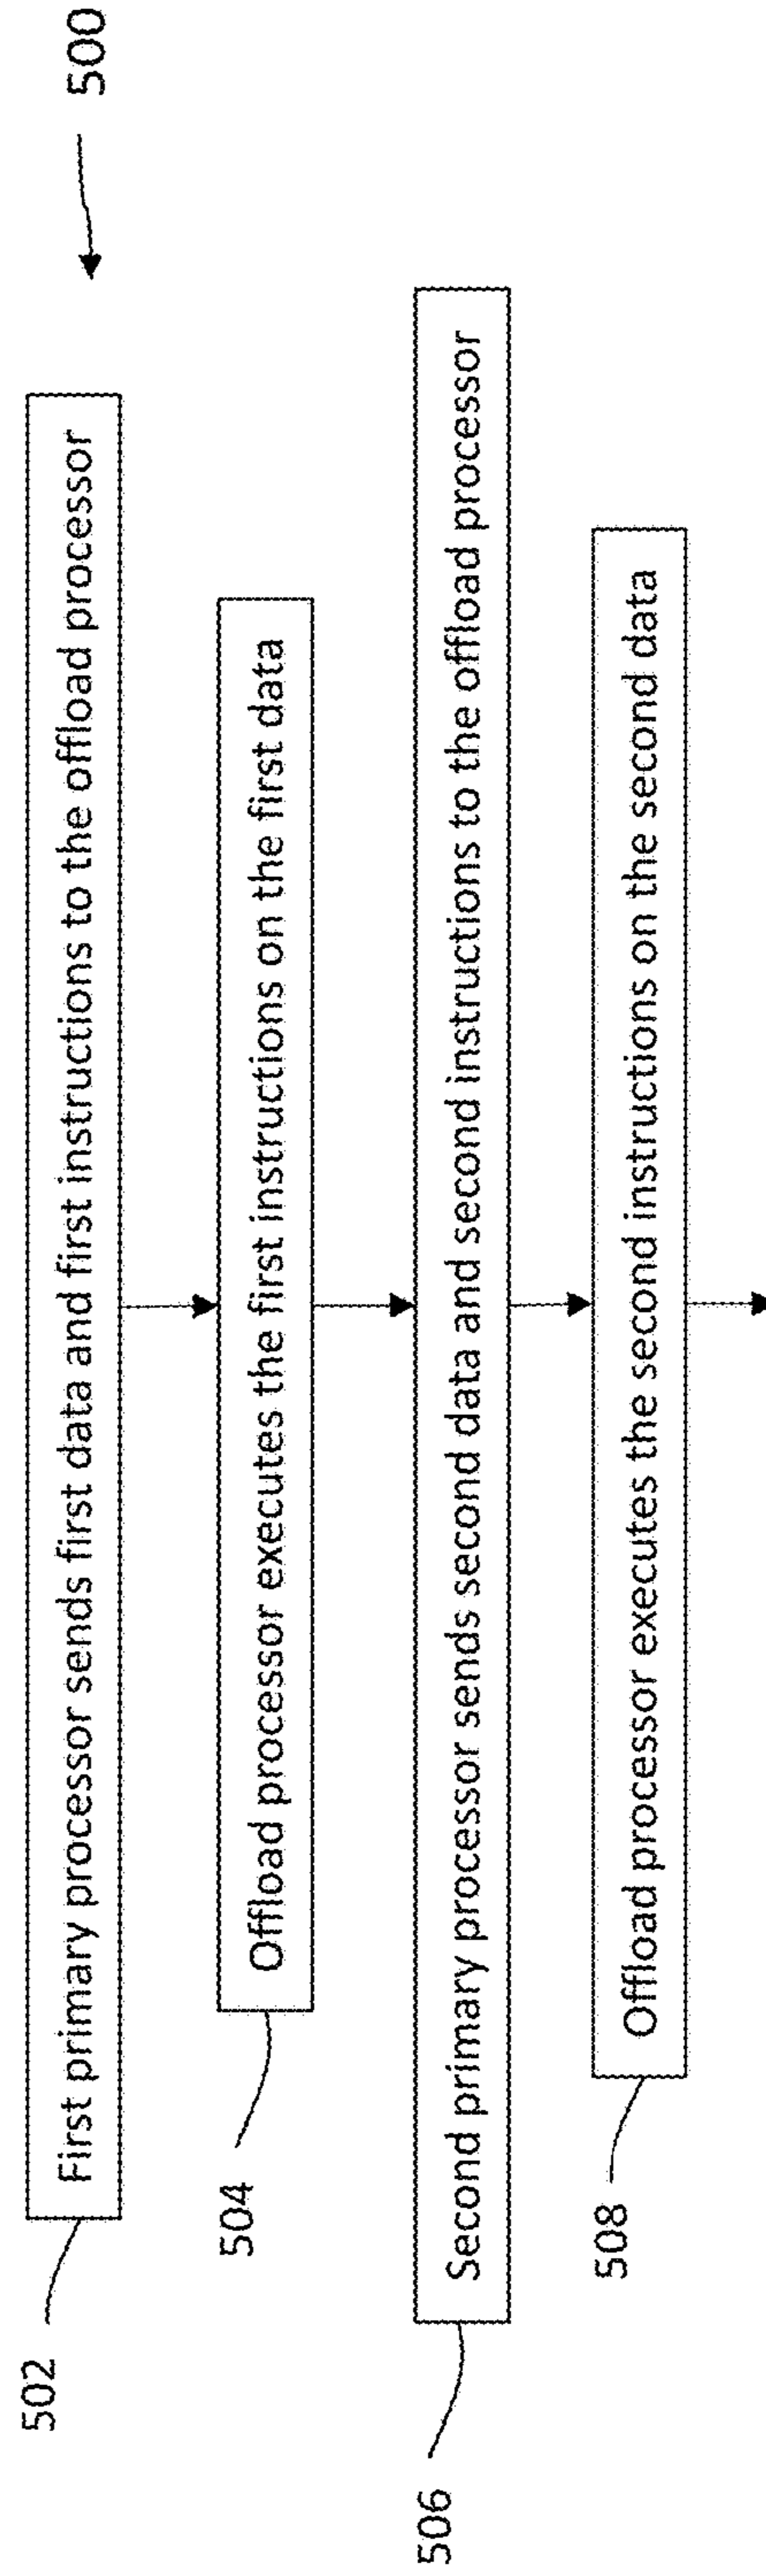 500
502
First primary processor sends first data and first instructions to the offload processor
504
Offload processor executes the first instructions on the first data
506
Second primary processor sends second data and second instructions to the offload processor
508
Offload processor executes the second instructions on the second data